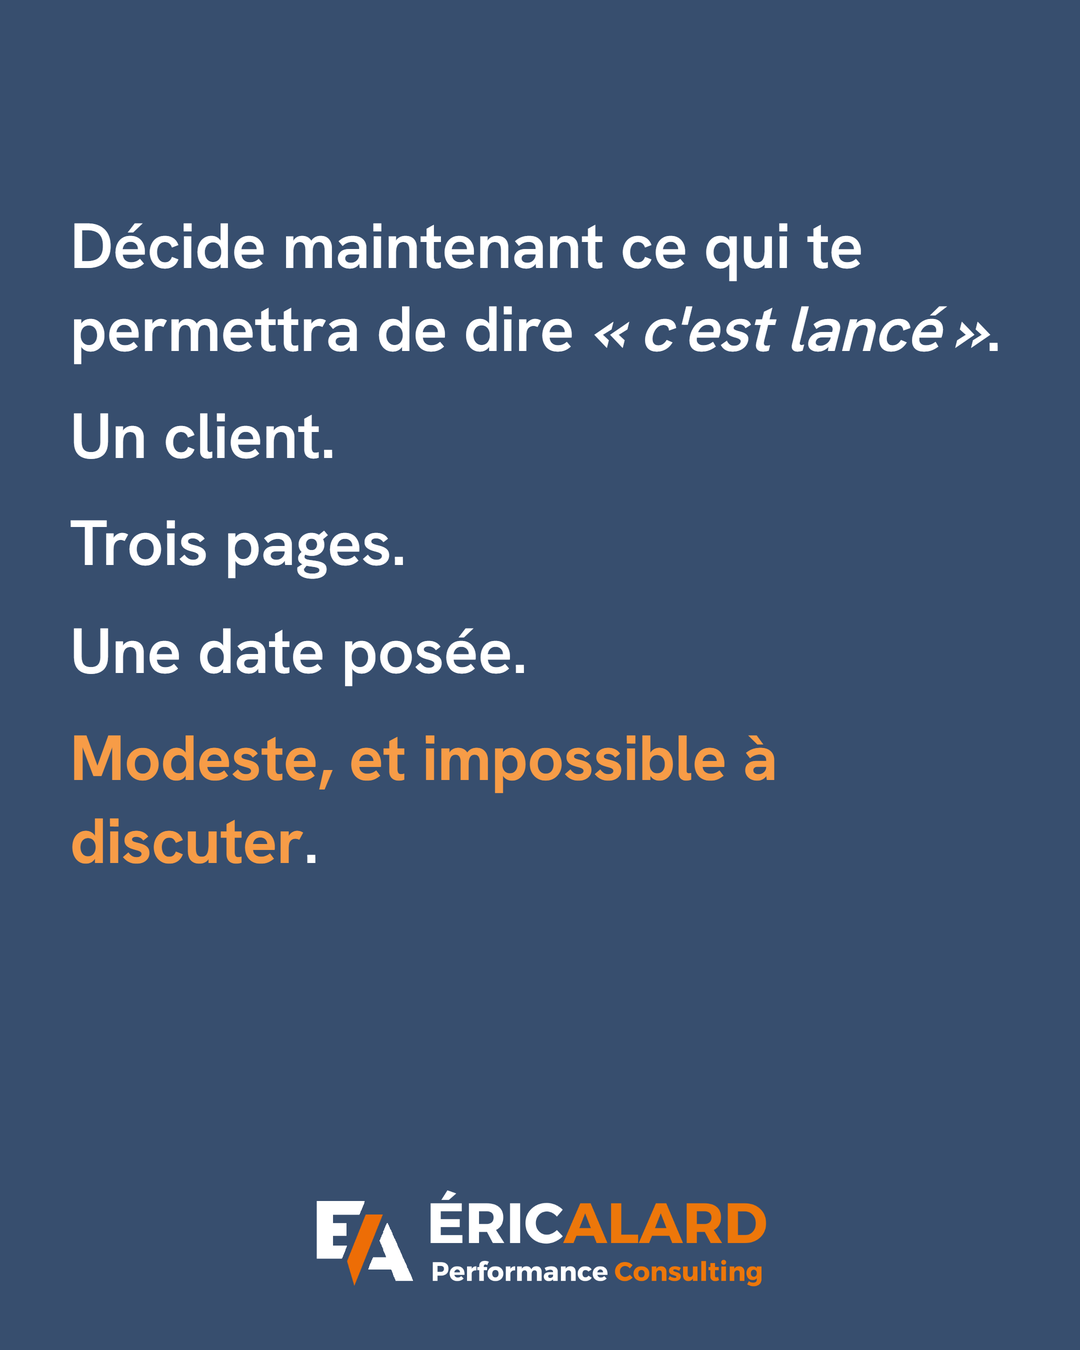 Décide maintenant ce qui te
permettra de dire « c'est lancé ».
Un client.
Trois pages.
Une date posée.
Modeste, et impossible à
discuter.
EA
ÉRICALARD
Performance Consulting